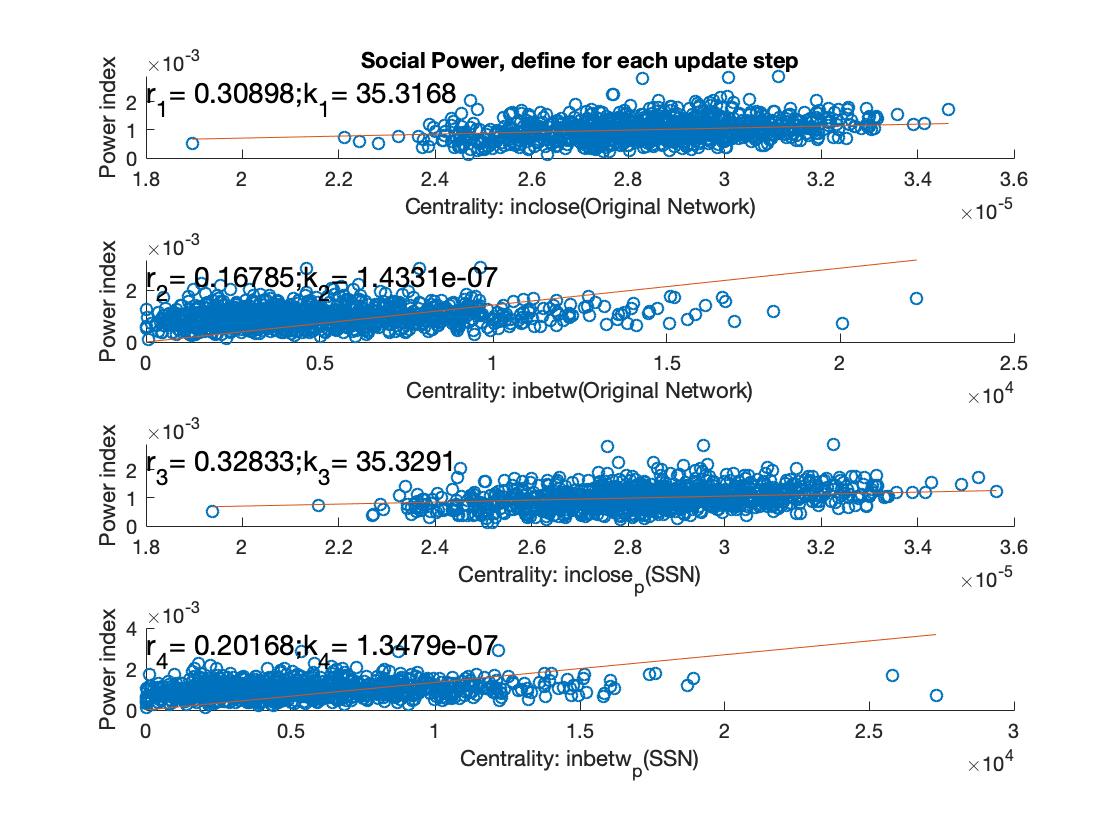 Social Power, define for each update step
×10-3
r1= 0.30898;k1= 35.3168
Power index
2
1
0
1.8 2 2.2 2.4 2.6 2.8 3 3.2 3.4 3.6
Centrality: inclose(Original Network)
×10-5
×10-3
r2= 0.16785;k2= 1.4331e-07
Power index
2
0
0 0.5 1 1.5 2 2.5
Centrality: inbetw(Original Network)
×104
×10-3
r3= 0.32833;k3= 35.3291
Power index
2
1
0
1.8 2 2.2 2.4 2.6 2.8 3 3.2 3.4 3.6
Centrality: inclosep(SSN)
×10-5
×10-3
r4= 0.20168;k4= 1.3479e-07
Power index
4
2
0
0 0.5 1 1.5 2 2.5 3
Centrality: inbetwp(SSN)
×104